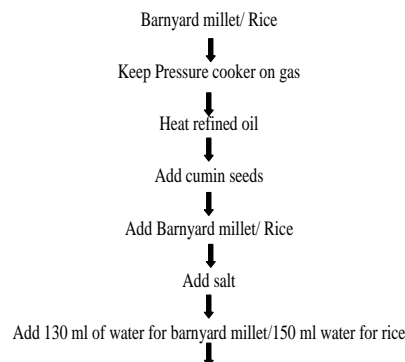 Barnyard millet/ Rice
Keep Pressure cooker on gas
Heat refined oil
Add cumin seeds
Add Barnyard millet/ Rice
Add salt
Add 130 ml of water for barnyard millet/150 ml water for rice